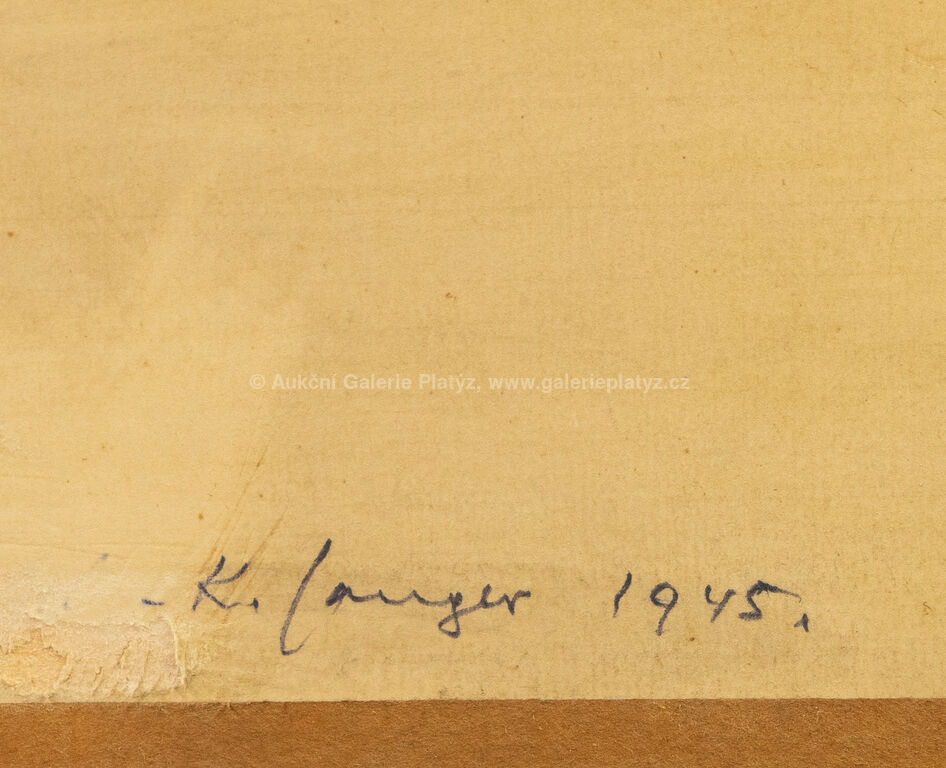 © Aukční Galerie Platýz, www.galerieplatyz.cz
K. Langer 1945.